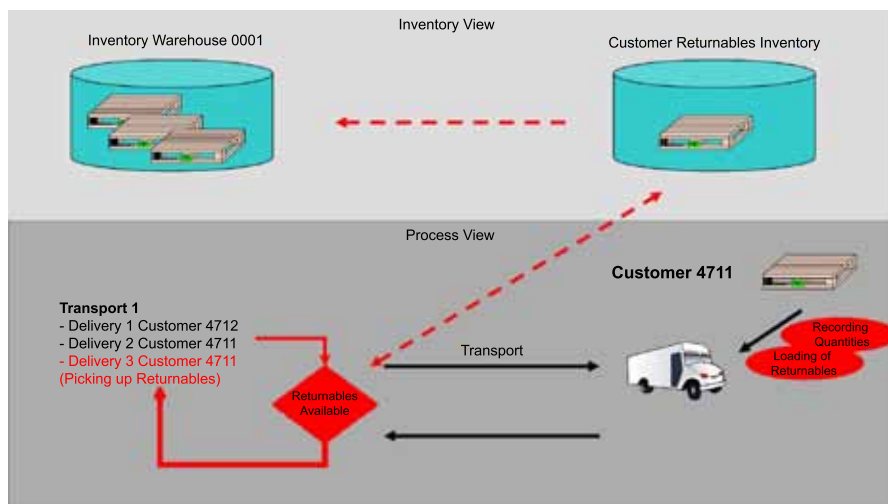 Inventory View
Inventory Warehouse 0001
Customer Returnables Inventory
Process View
Customer 4711
Transport 1
- Delivery 1 Customer 4712
- Delivery 2 Customer 4711
- Delivery 3 Customer 4711
(Picking up Returnables)
Returnables
Available
Transport
Recording
Quantities
Loading of
Returnables